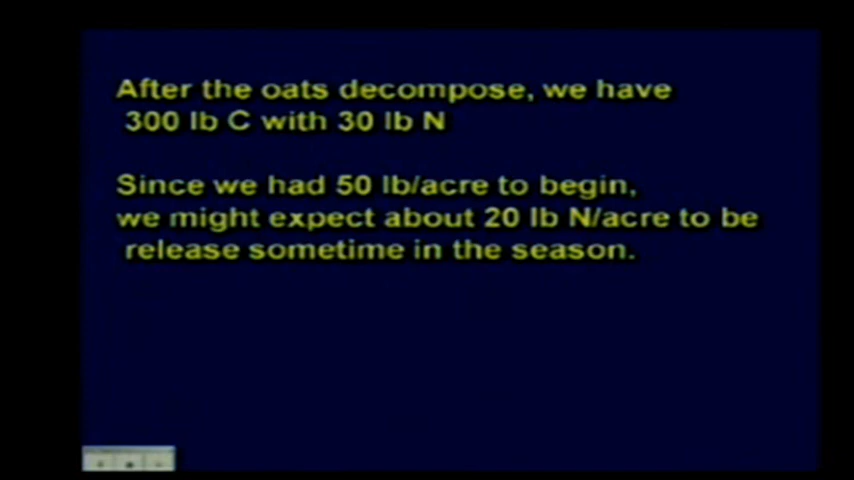 After the oats decompose, we have
300 lb C with 30 lb N
Since we had 50 lb/acre to begin,
we might expect about 20 lb N/acre to be
release sometime in the season.